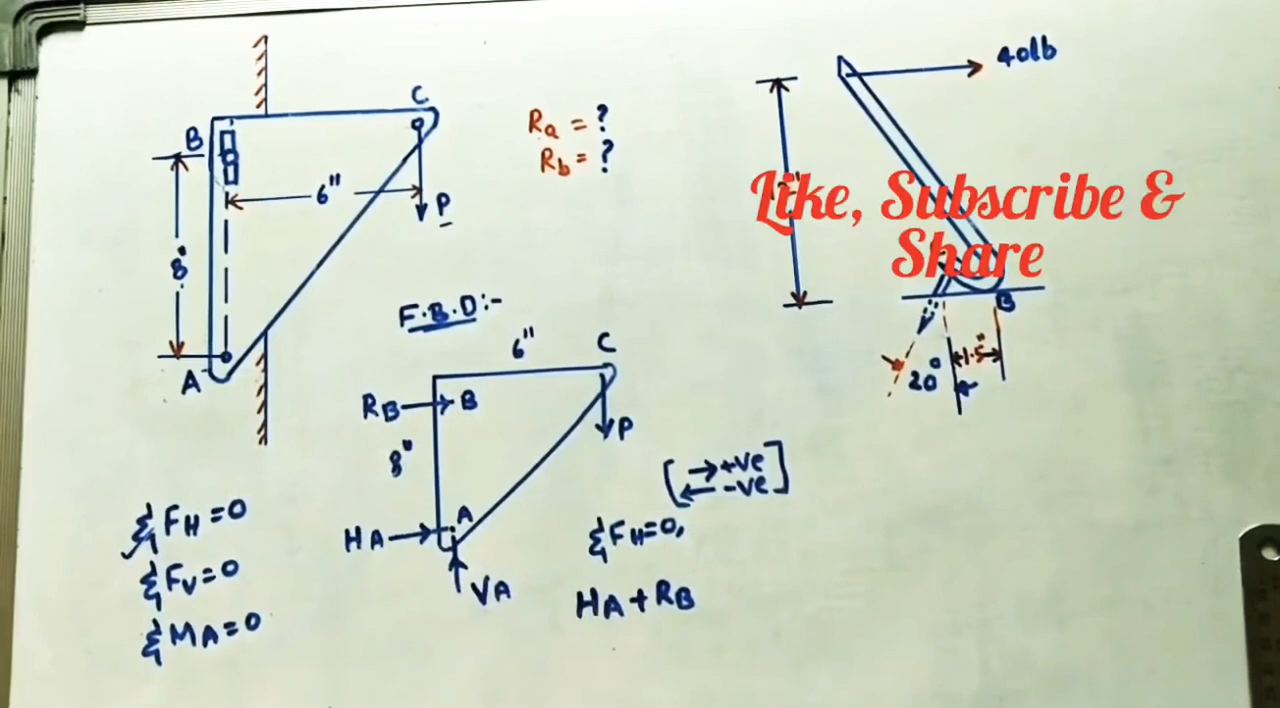 B
C
8"
6"
P
A
Ra = ?
Rb = ?
40lb
Like, Subscribe &
Share
B
20°
1.5"
F.B.D:-
6"
C
RB
B
8"
P
HA
A
VA
ΣFH = 0
ΣFV = 0
ΣMA = 0
[→ +ve
← -ve]
ΣFH = 0,
HA + RB